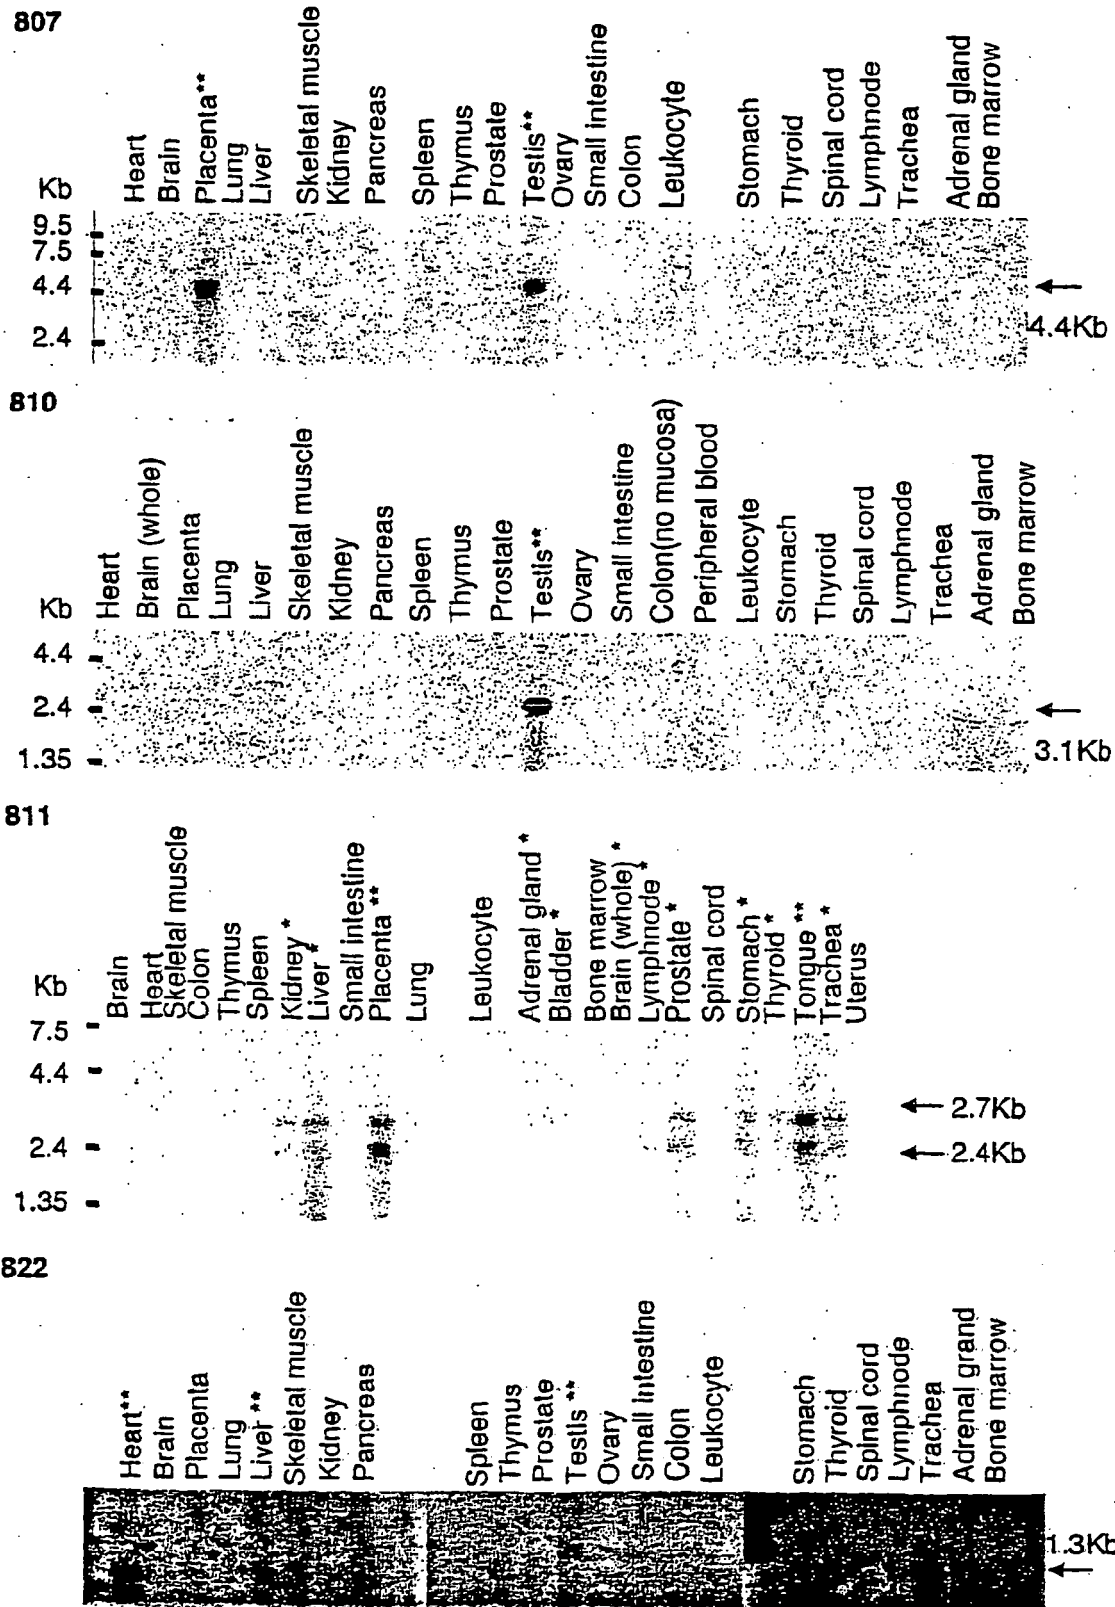 807
Kb
Heart
Brain
Placenta**
Lung
Liver
Skeletal muscle
Kidney
Pancreas
Spleen
Thymus
Prostate
Testis**
Ovary
Small intestine
Colon
Leukocyte
Stomach
Thyroid
Spinal cord
Lymphnode
Trachea
Adrenal gland
Bone marrow
9.5
7.5
4.4
2.4
4.4Kb
810
Kb
Heart
Brain (whole)
Placenta
Lung
Liver
Skeletal muscle
Kidney
Pancreas
Spleen
Thymus
Prostate
Testis**
Ovary
Small intestine
Colon(no mucosa)
Peripheral blood
Leukocyte
Stomach
Thyroid
Spinal cord
Lymphnode
Trachea
Adrenal gland
Bone marrow
4.4
2.4
1.35
3.1Kb
811
Kb
Brain
Heart
Skeletal muscle
Colon
Thymus
Spleen
Kidney *
Liver *
Small intestine
Placenta **
Lung
Leukocyte
Adrenal gland *
Bladder *
Bone marrow
Brain (whole) *
Lymphnode *
Prostate *
Spinal cord
Stomach *
Thyroid *
Tongue **
Trachea *
Uterus
7.5
4.4
2.4
1.35
2.7Kb
2.4Kb
822
Heart**
Brain
Placenta
Lung
Liver **
Skeletal muscle
Kidney
Pancreas
Spleen
Thymus
Prostate
Testis **
Ovary
Small intestine
Colon
Leukocyte
Stomach
Thyroid
Spinal cord
Lymphnode
Trachea
Adrenal grand
Bone marrow
1.3Kb